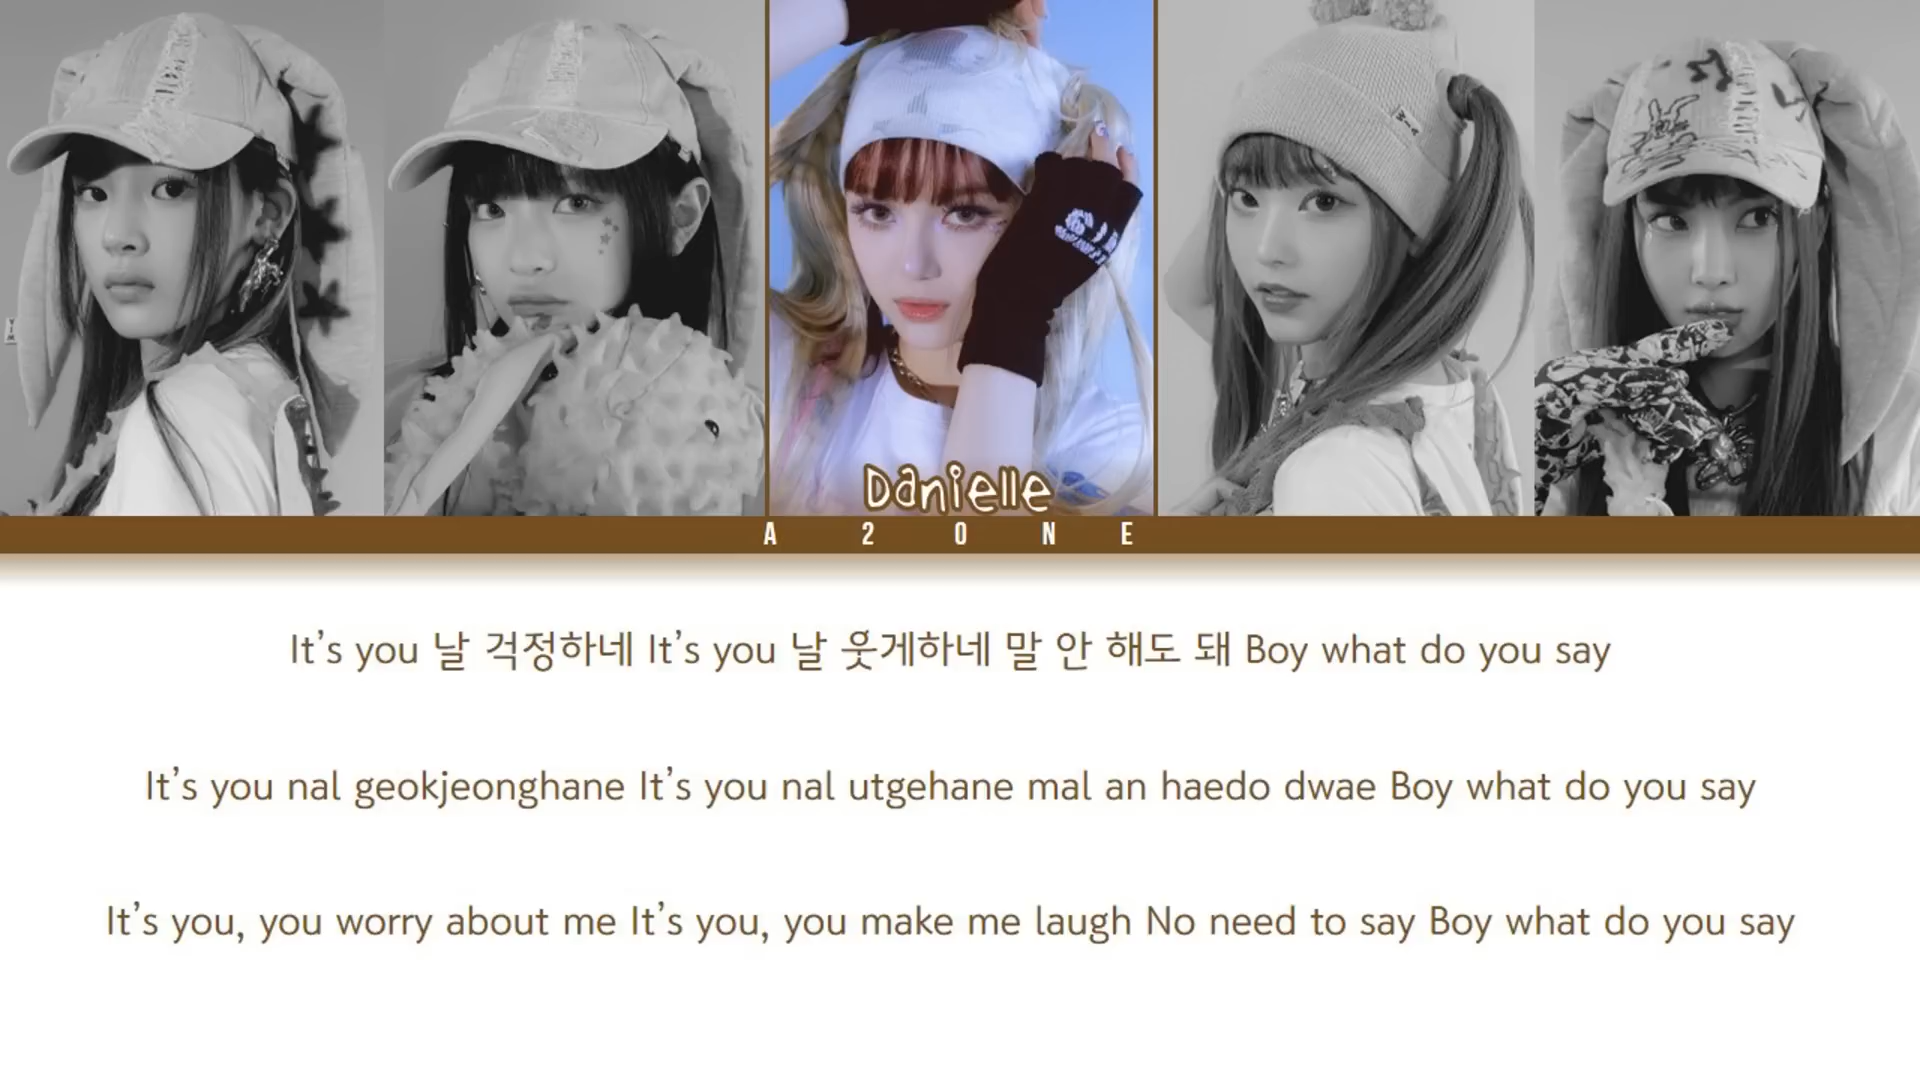 Danielle
A 2 O N E
It's you 날 걱정하네 It's you 날 웃게하네 말 안 해도 돼 Boy what do you say
It's you nal geokjeonghane It's you nal utgehane mal an haedo dwae Boy what do you say
It's you, you worry about me It's you, you make me laugh No need to say Boy what do you say